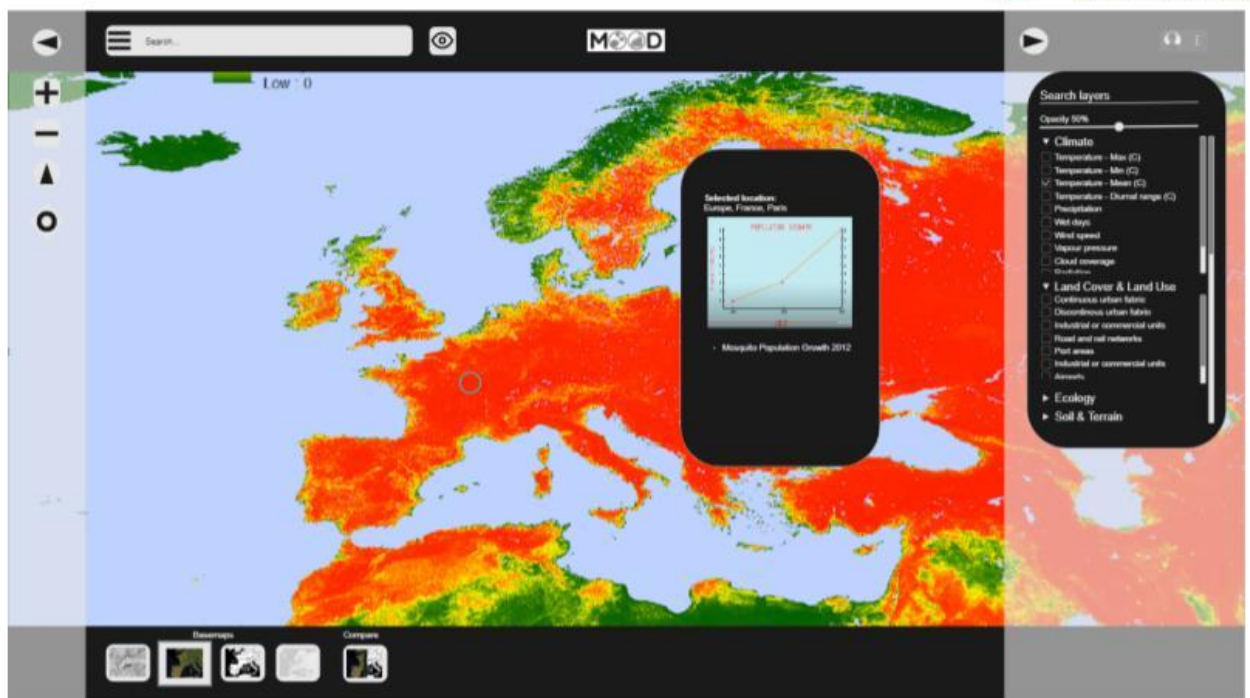 Search...
MOOD
Low : 0
Selected location:
Europe, France, Paris
POPULATION GROWTH
Mosquito Population Growth 2012
Search layers
Opacity 50%
Climate
Temperature - Max (C)
Temperature - Min (C)
Temperature - Mean (C)
Temperature - Diurnal range (C)
Precipitation
Wet days
Wind speed
Vapour pressure
Cloud coverage
Radiation
Land Cover & Land Use
Continuous urban fabric
Discontinous urban fabric
Industrial or commercial units
Road and rail networks
Port areas
Industrial or commercial units
Airports
Ecology
Soil & Terrain
Basemaps
Compare